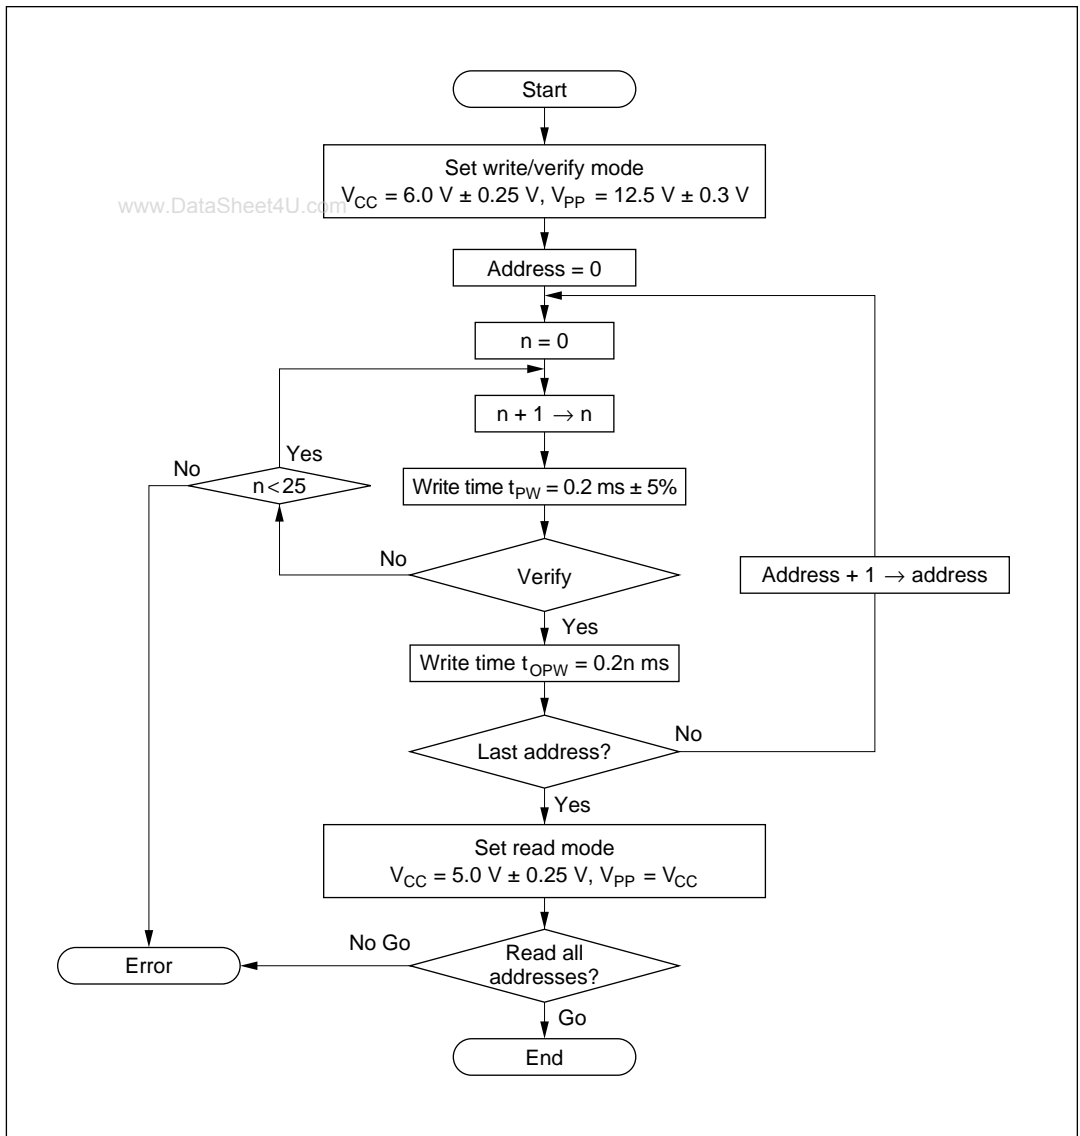 Start
Set write/verify mode
www.DataSheet4U.com
VCC = 6.0 V ± 0.25 V, VPP = 12.5 V ± 0.3 V
Address = 0
n = 0
n + 1 → n
Yes
No
n<25
Write time tPW = 0.2 ms ± 5%
No
Verify
Address + 1 → address
Yes
Write time tOPW = 0.2n ms
No
Last address?
Yes
Set read mode
VCC = 5.0 V ± 0.25 V, VPP = VCC
No Go
Read all
addresses?
Error
Go
End